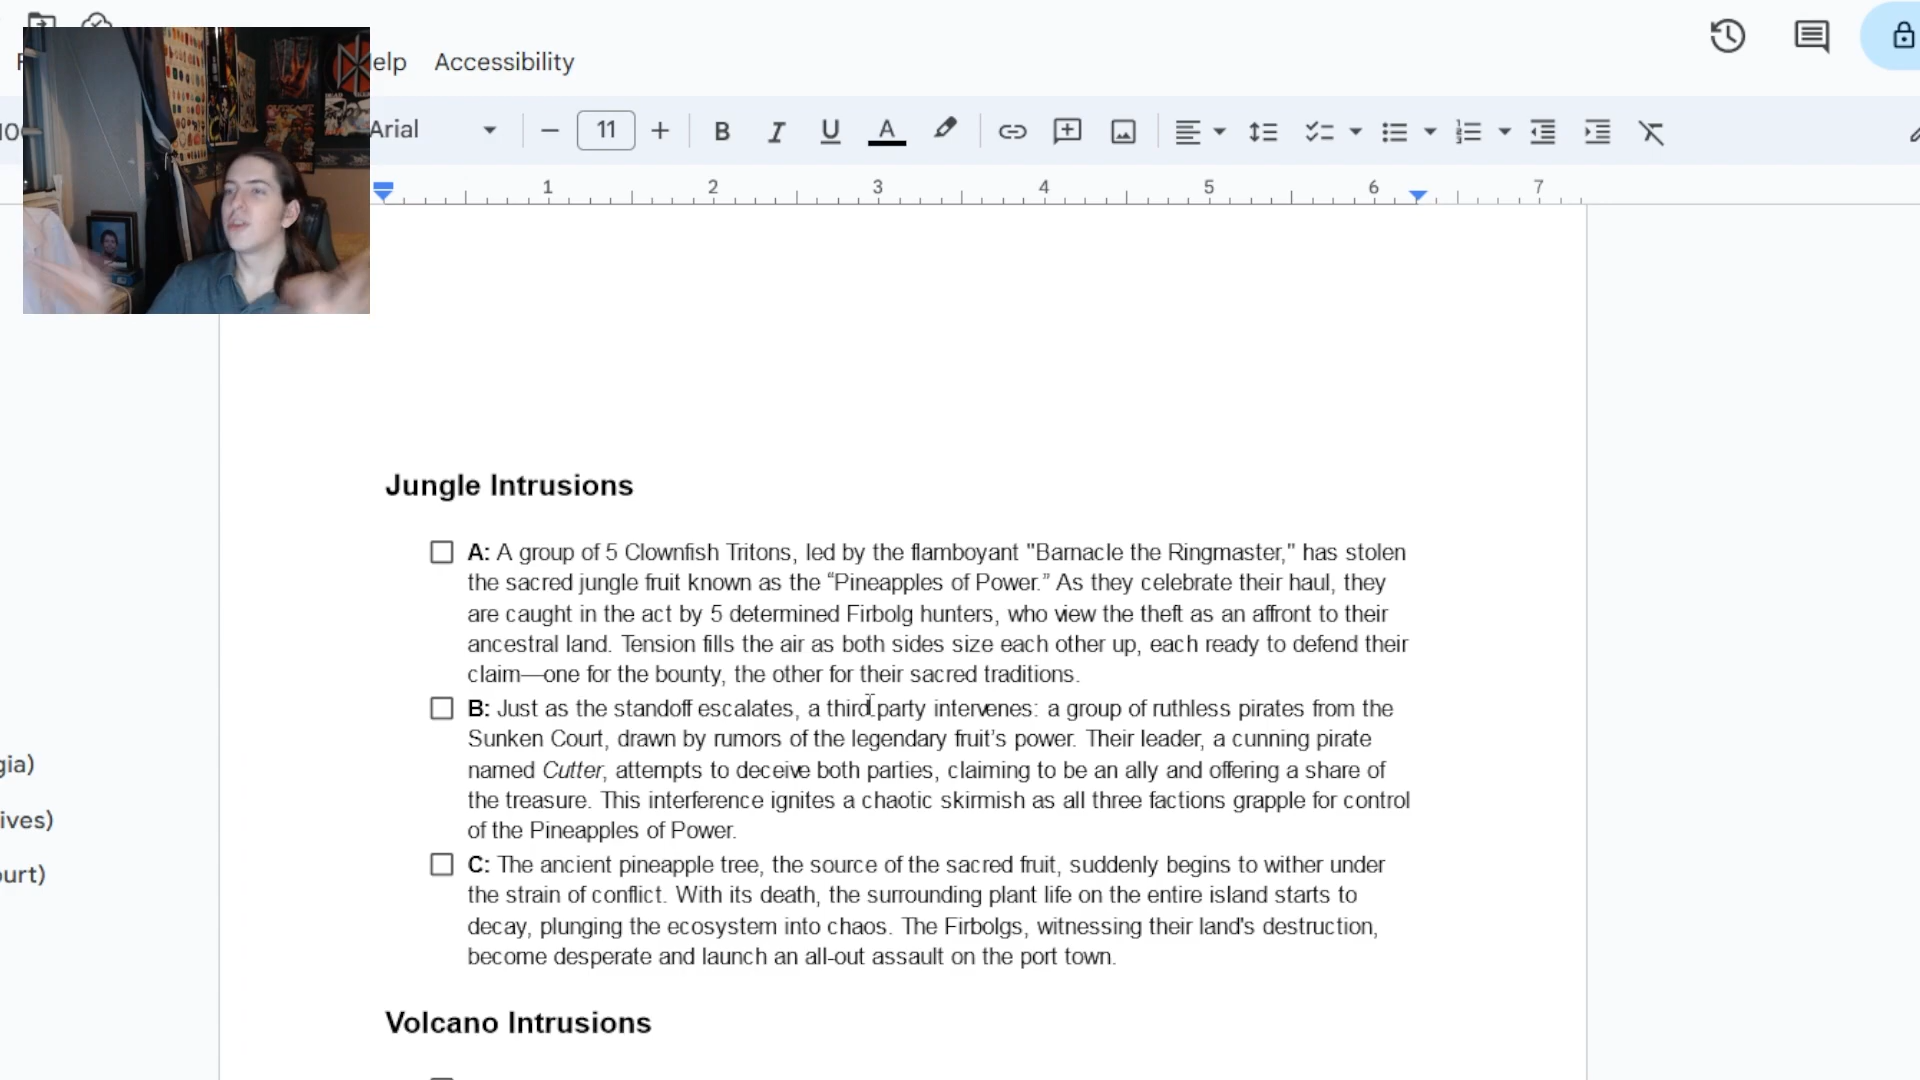 elp Accessibility
Arial 11 B I U A
1 2 3 4 5 6 7
Jungle Intrusions
A: A group of 5 Clownfish Tritons, led by the flamboyant "Barnacle the Ringmaster," has stolen
the sacred jungle fruit known as the “Pineapples of Power.” As they celebrate their haul, they
are caught in the act by 5 determined Firbolg hunters, who view the theft as an affront to their
ancestral land. Tension fills the air as both sides size each other up, each ready to defend their
claim—one for the bounty, the other for their sacred traditions.
B: Just as the standoff escalates, a third party intervenes: a group of ruthless pirates from the
Sunken Court, drawn by rumors of the legendary fruit’s power. Their leader, a cunning pirate
named Cutter, attempts to deceive both parties, claiming to be an ally and offering a share of
the treasure. This interference ignites a chaotic skirmish as all three factions grapple for control
of the Pineapples of Power.
C: The ancient pineapple tree, the source of the sacred fruit, suddenly begins to wither under
the strain of conflict. With its death, the surrounding plant life on the entire island starts to
decay, plunging the ecosystem into chaos. The Firbolgs, witnessing their land's destruction,
become desperate and launch an all-out assault on the port town.
Volcano Intrusions
gia)
ives)
ourt)